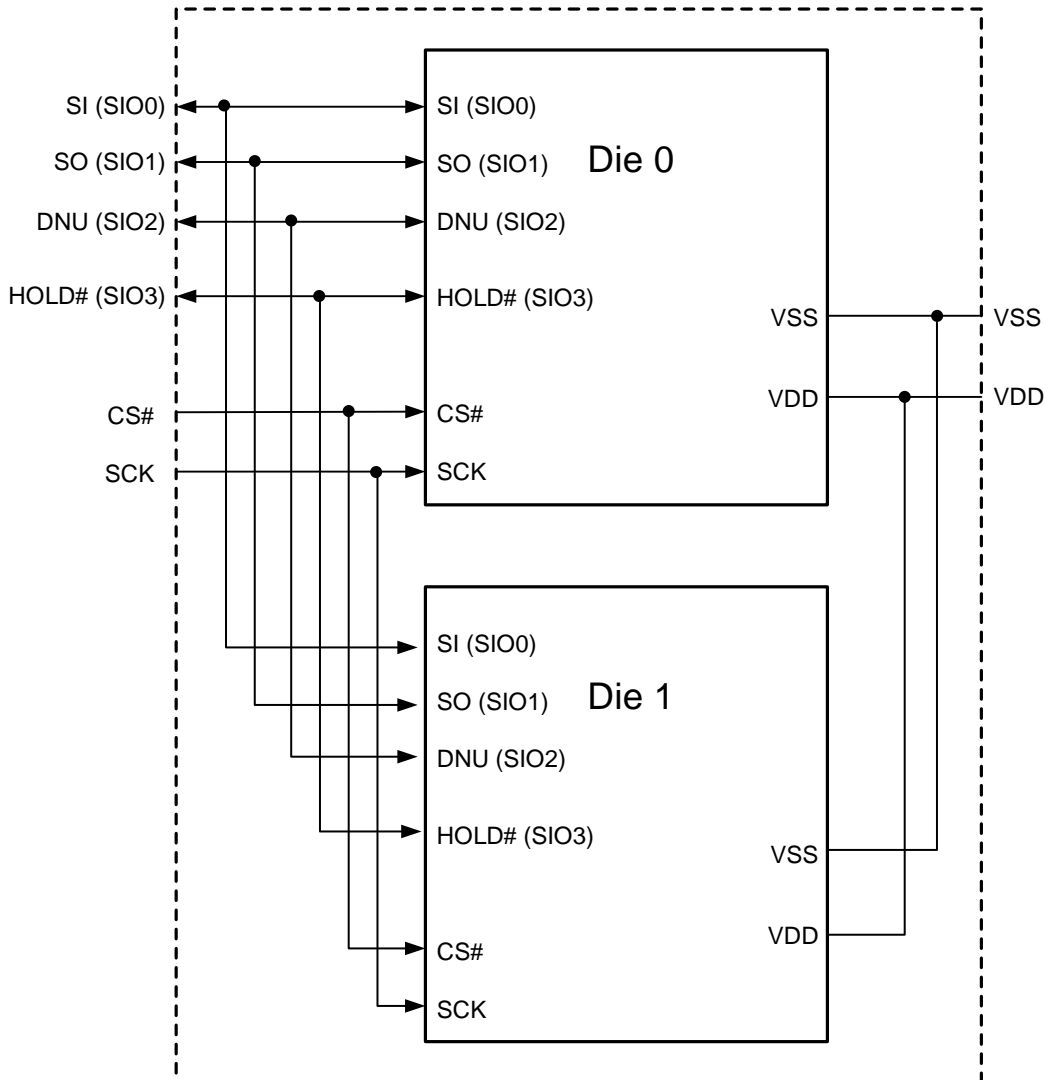 SI (SIO0)
SO (SIO1)
DNU (SIO2)
HOLD# (SIO3)
CS#
SCK
SI (SIO0)
Die 0
SO (SIO1)
DNU (SIO2)
HOLD# (SIO3)
CS#
SCK
VSS
VDD
VSS
VDD
SI (SIO0)
Die 1
SO (SIO1)
DNU (SIO2)
HOLD# (SIO3)
CS#
SCK
VSS
VDD